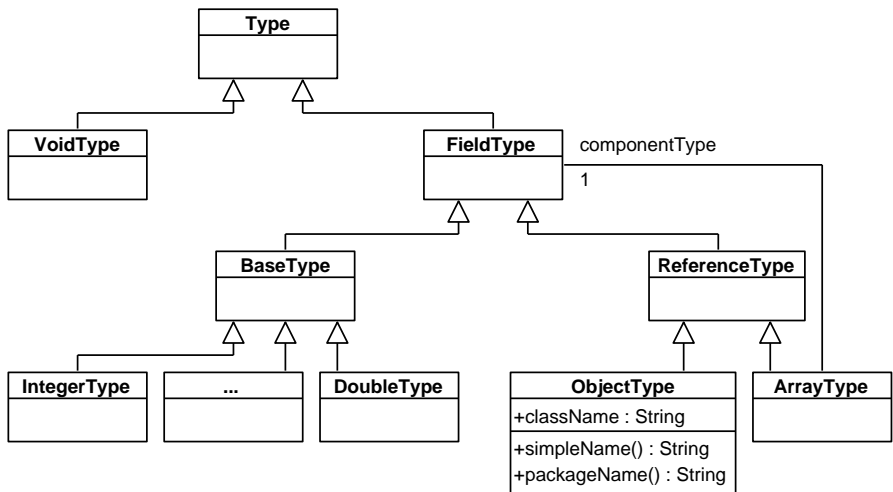 Type
VoidType
FieldType
componentType
1
BaseType
ReferenceType
IntegerType
...
DoubleType
ObjectType
+className : String
+simpleName() : String
+packageName() : String
ArrayType